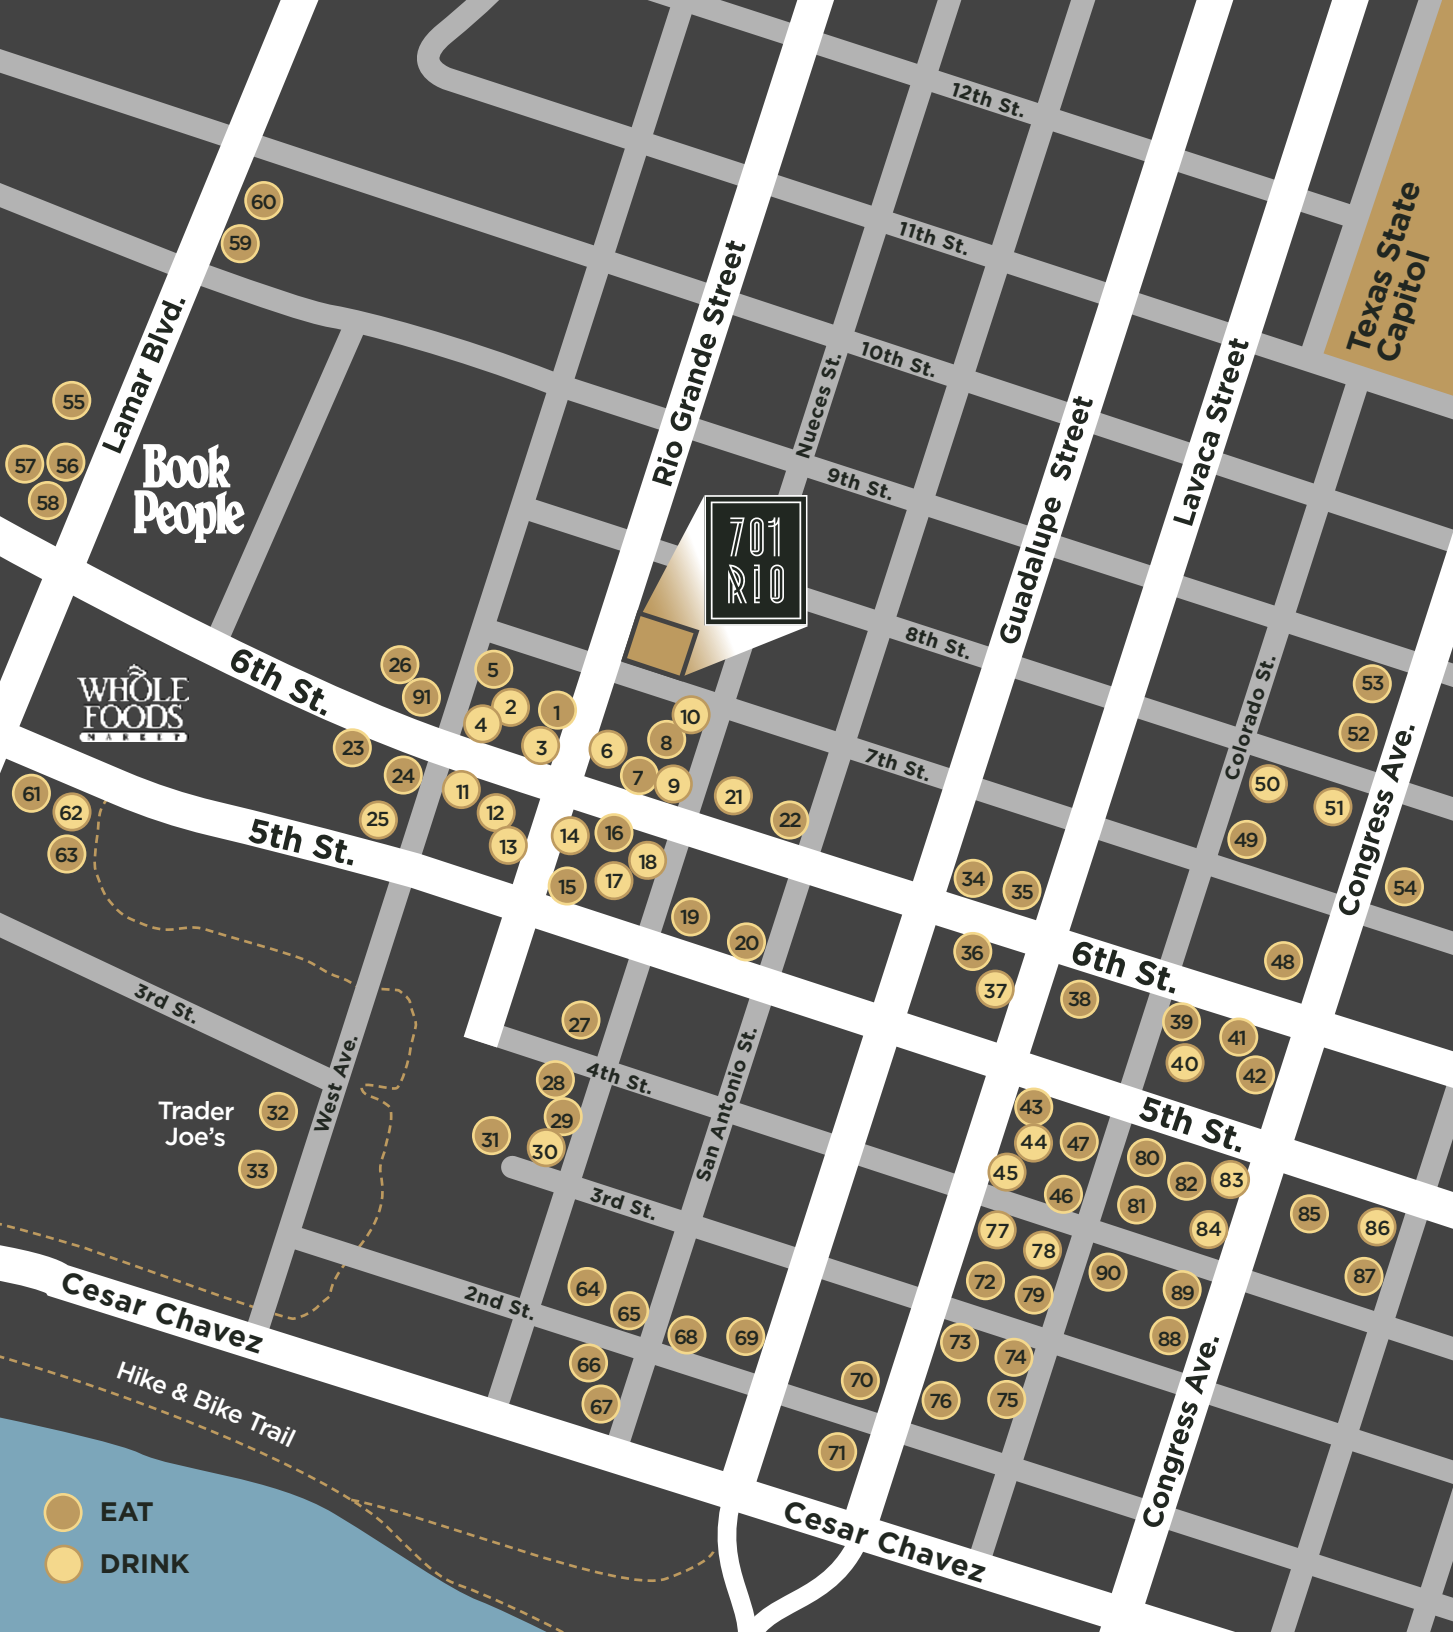 12th St.
60
11th St.
59
Texas State
Capitol
Lamar Blvd.
Rio Grande Street
Nueces St.
10th St.
Lavaca Street
Guadalupe Street
55
57
56
58
Book
People
9th St.
701
RIO
8th St.
Colorado St.
53
52
26
91
5
2
1
4
3
10
8
6
7
9
6th St.
WHOLE
FOODS
MARKET
23
24
25
11
12
13
21
22
7th St.
50
51
49
Congress Ave.
54
61
62
63
5th St.
14
16
18
17
15
19
20
34
35
36
37
6th St.
48
38
39
41
40
42
3rd St.
27
West Ave.
28
4th St.
29
30
31
San Antonio St.
Trader
Joe's
32
33
43
44
47
45
46
5th St.
80
82
83
81
84
85
86
87
3rd St.
77
78
72
79
90
89
88
Cesar Chavez
2nd St.
64
65
68
69
66
67
70
71
73
74
76
75
Congress Ave.
Hike & Bike Trail
Cesar Chavez
EAT
DRINK